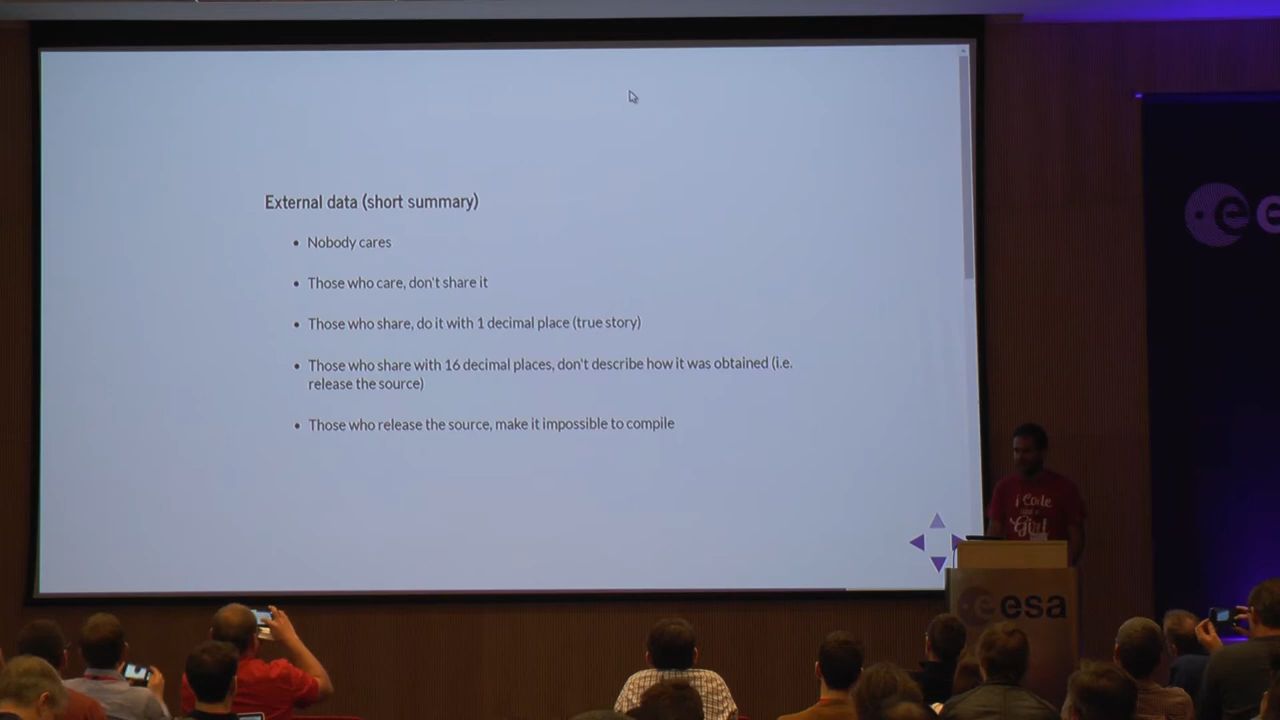 External data (short summary)
• Nobody cares
• Those who care, don't share it
• Those who share, do it with 1 decimal place (true story)
• Those who share with 16 decimal places, don't describe how it was obtained (i.e.
release the source)
• Those who release the source, make it impossible to compile
i Code
Girl
esa
e